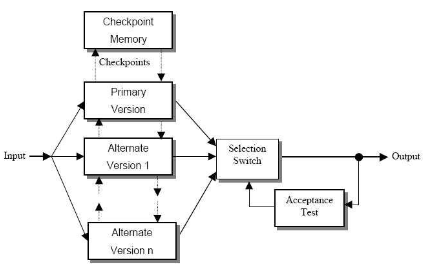 Checkpoint
Memory
Checkpoints
Primary
Version
Input
Alternate
Version 1
Selection
Switch
Output
Acceptance
Test
Alternate
Version n